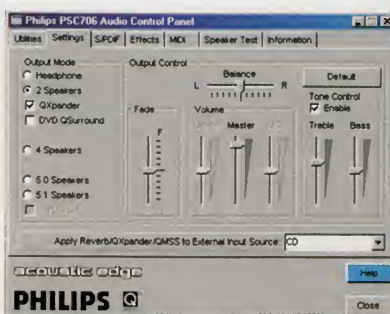 Philips PSC706 Audio Control Panel
Utilities Settings S/PDIF Effects MIDI Speaker Test Information
Output Mode
Headphone
2 Speakers
QXpander
DVD QSurround
4 Speakers
5.0 Speakers
5.1 Speakers
Output Control
Balance
L R
Default
Tone Control
Enable
Fade
F
Volume
Master
Treble Bass
Apply Reverb/QXpander/QMSS to External Input Source: CD
acoustic edge
Help
PHILIPS Q
Close